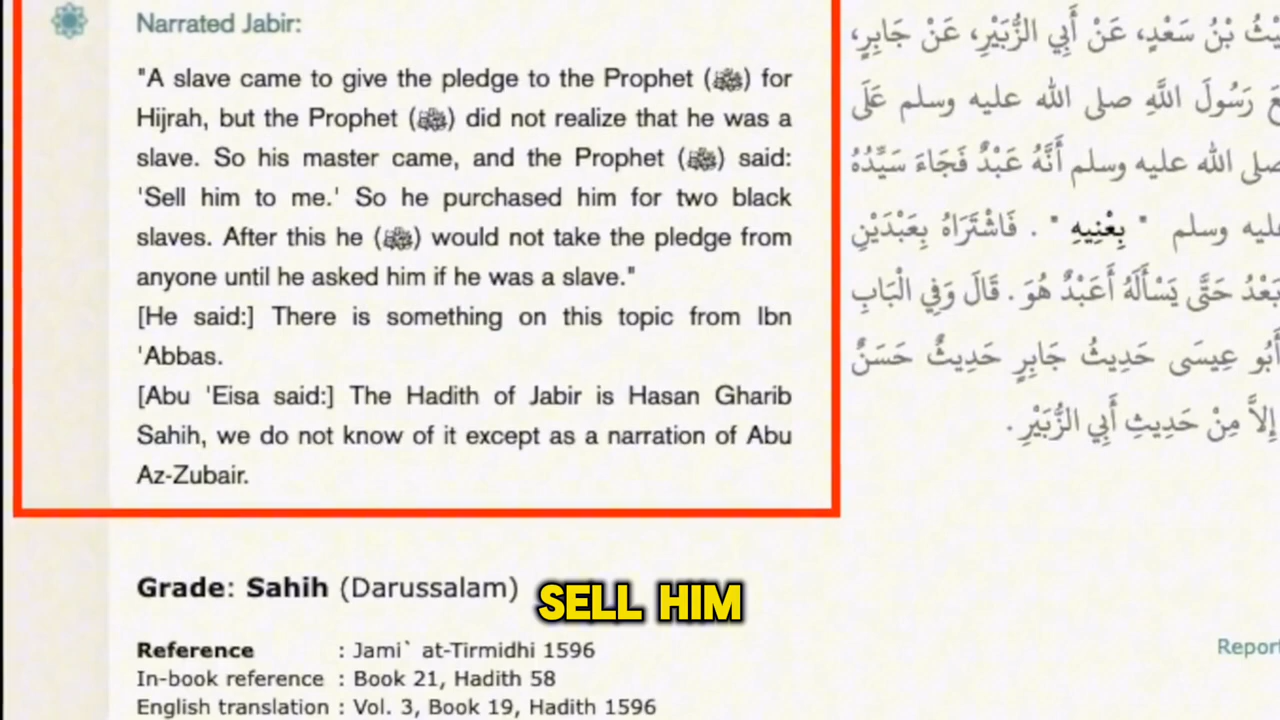 Narrated Jabir:
"A slave came to give the pledge to the Prophet (ﷺ) for
Hijrah, but the Prophet (ﷺ) did not realize that he was a
slave. So his master came, and the Prophet (ﷺ) said:
'Sell him to me.' So he purchased him for two black
slaves. After this he (ﷺ) would not take the pledge from
anyone until he asked him if he was a slave."
[He said:] There is something on this topic from Ibn
'Abbas.
[Abu 'Eisa said:] The Hadith of Jabir is Hasan Gharib
Sahih, we do not know of it except as a narration of Abu
Az-Zubair.
بْنُ سَعْدٍ، عَنْ أَبِي الزُّبَيْرِ، عَنْ جَابِرٍ،
رَسُولَ اللَّهِ صلى الله عليه وسلم عَلَى
صلى الله عليه وسلم أَنَّهُ عَبْدٌ فَجَاءَ سَيِّدُهُ
عليه وسلم " بِعْنِيهِ " . فَاشْتَرَاهُ بِعَبْدَيْنِ
بَعْدُ حَتَّى يَسْأَلَهُ أَعَبْدٌ هُوَ . قَالَ وَفِي الْبَابِ
أَبُو عِيسَى حَدِيثُ جَابِرٍ حَدِيثٌ حَسَنٌ
إِلاَّ مِنْ حَدِيثِ أَبِي الزُّبَيْرِ .
Grade: Sahih (Darussalam)
SELL HIM
Reference : Jami` at-Tirmidhi 1596
In-book reference : Book 21, Hadith 58
English translation : Vol. 3, Book 19, Hadith 1596
Report